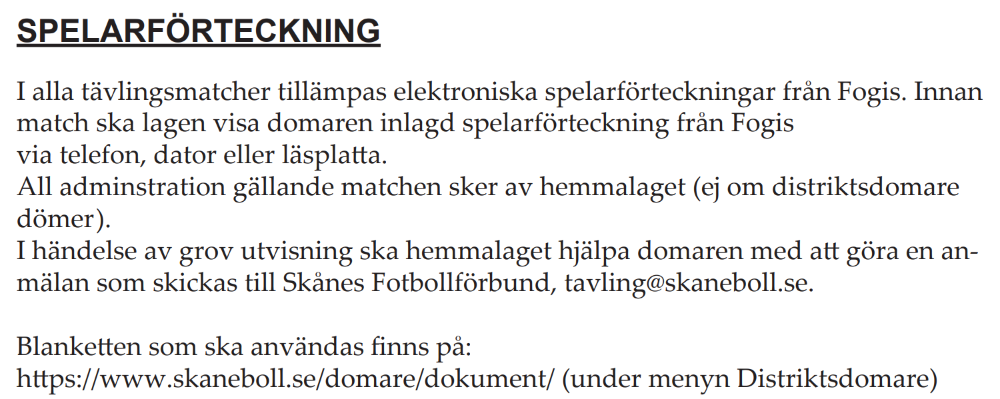 SPELARFÖRTECKNING
I alla tävlingsmatcher tillämpas elektroniska spelarförteckningar från Fogis. Innan
match ska lagen visa domaren inlagd spelarförteckning från Fogis
via telefon, dator eller läsplatta.
All adminstration gällande matchen sker av hemmalaget (ej om distriktsdomare
dömer).
I händelse av grov utvisning ska hemmalaget hjälpa domaren med att göra en an-
mälan som skickas till Skånes Fotbollförbund, tavling@skaneboll.se.
Blanketten som ska användas finns på:
https://www.skaneboll.se/domare/dokument/ (under menyn Distriktsdomare)